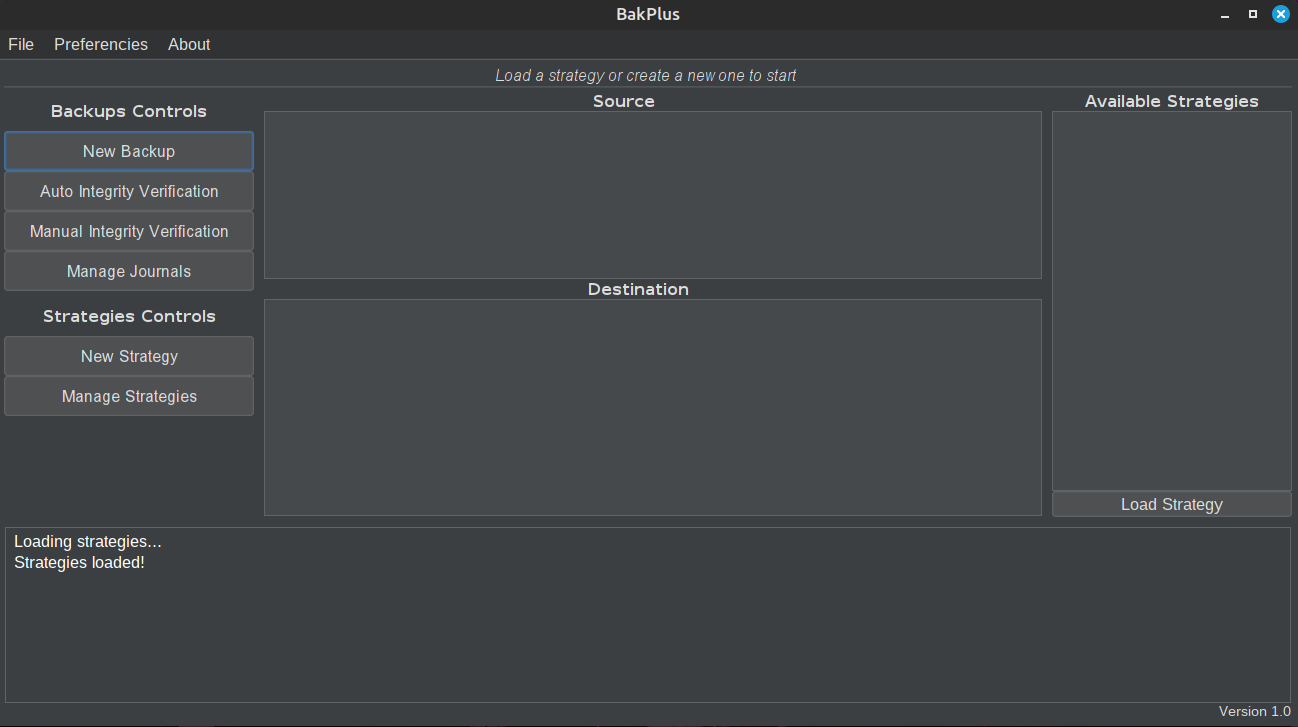 BakPlus
File Preferencies About
Load a strategy or create a new one to start
Backups Controls
New Backup
Auto Integrity Verification
Manual Integrity Verification
Manage Journals
Strategies Controls
New Strategy
Manage Strategies
Source
Destination
Available Strategies
Load Strategy
Loading strategies...
Strategies loaded!
Version 1.0